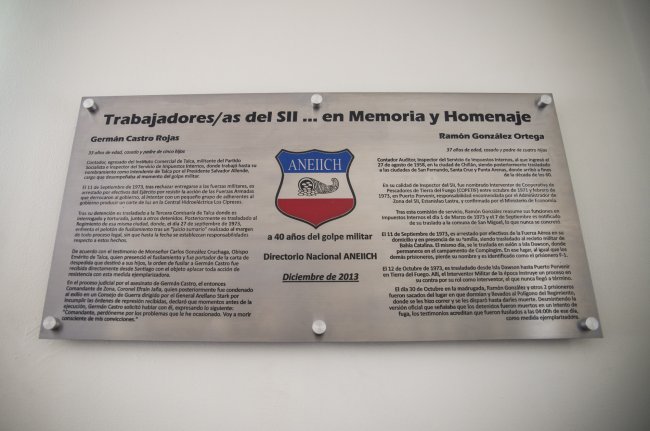 Trabajadores/as del SII ... en Memoria y Homenaje
Germán Castro Rojas
33 años de edad, casado y padre de cinco hijos
Contador, egresado del Instituto Comercial de Talca, militante del Partido
Socialista e Inspector del Servicio de Impuestos Internos, donde trabajó hasta su
nombramiento como Intendente de Talca por el Presidente Salvador Allende,
cargo que desempeñaba al momento del golpe militar.
El 11 de Septiembre de 1973, tras rechazar entregarse a las fuerzas militares, es
arrestado por efectivos del Ejército por resistir la acción de las Fuerzas Armadas
que derrocaron al gobierno, al intentar con un pequeño grupo de adherentes al
gobierno producir un corte de luz en la Central Hidroeléctrica Los Cipreses.
Tras su detención es trasladado a la Tercera Comisaría de Talca donde es
interrogado y torturado, junto a otros detenidos. Posteriormente es trasladado al
Regimiento de esa misma ciudad, donde, el día 27 de septiembre de 1973,
enfrenta el pelotón de fusilamiento tras un "juicio sumario" realizado al margen
de todo proceso legal, sin que hasta la fecha se establezcan responsabilidades
respecto a estos hechos.
De acuerdo con el testimonio de Monseñor Carlos González Cruchaga, Obispo
Emérito de Talca, quien presenció el fusilamiento y fue portador de la carta de
despedida que destinó a sus hijos, la orden de fusilar a Germán Castro fue
recibida directamente desde Santiago con el objeto aplacar toda acción de
resistencia con esta medida ejemplarizadora.
En el proceso judicial por el asesinato de Germán Castro, el entonces
Comandante de Zona, Coronel Efraín Jaña, quien posteriormente fue condenado
al exilio en un Consejo de Guerra dirigido por el General Arellano Stark por
incumplir las órdenes de represión recibidas, declaró que momentos antes de la
ejecución, Germán Castro solicitó hablar con él, expresando lo siguiente:
"Comandante, perdóneme por los problemas que le he ocasionado. Voy a morir
consciente de mis convicciones."
ANEIICH
a 40 años del golpe militar
Directorio Nacional ANEIICH
Diciembre de 2013
Ramón González Ortega
37 años de edad, casado y padre de cuatro hijos
Contador Auditor, Inspector del Servicio de Impuestos Internos, al que ingresó el
27 de agosto de 1958, en la ciudad de Chillán, siendo posteriormente trasladado
a las ciudades de San Fernando, Santa Cruz y Punta Arenas, donde arribó a fines
de la década de los 60.
En su calidad de Inspector del SII, fue nombrado Interventor de Cooperativa de
Pescadores de Tierra del Fuego (COPETEF) entre octubre de 1971 y febrero de
1973, en Puerto Porvenir, responsabilidad encomendada por el Administrador de
Zona del SII, Estanislao Lastra, y confirmado por el Ministerio de Economía.
Tras esta comisión de servicio, Ramón González reasume sus funciones en
Impuestos Internos el día 1 de Marzo de 1973 y el 7 de Septiembre es notificado
de su traslado a la comuna de San Miguel, lo que nunca se concretó.
El 11 de Septiembre de 1973, es arrestado por efectivos de la Fuerza Aérea en su
domicilio y en presencia de su familia, siendo trasladado al recinto militar de
Bahía Catalina. El mismo día, se le traslada en avión a Isla Dawson, donde
permanece en el campamento de Compingim. En ese lugar, al igual que los
demás prisioneros, pierde su nombre y es identificado como el prisionero F-1.
El 12 de Octubre de 1973, es trasladado desde Isla Dawson hasta Puerto Porvenir
en Tierra del Fuego. Allí, el Interventor Militar de la época instruye un proceso en
su contra por su rol como Interventor, al que nunca llegó a término.
El día 30 de Octubre en la madrugada, Ramón González y otros 2 prisioneros
fueron sacados del lugar en que dormían y llevados al Polígono del Regimiento,
donde se les hizo correr y se les disparó hasta darles muerte. Desmintiendo la
versión oficial que señalaba que los detenidos fueron muertos en un intento de
fuga, los testimonios acreditan que fueron fusilados a las 04:00h de ese día,
como medida ejemplarizadora.